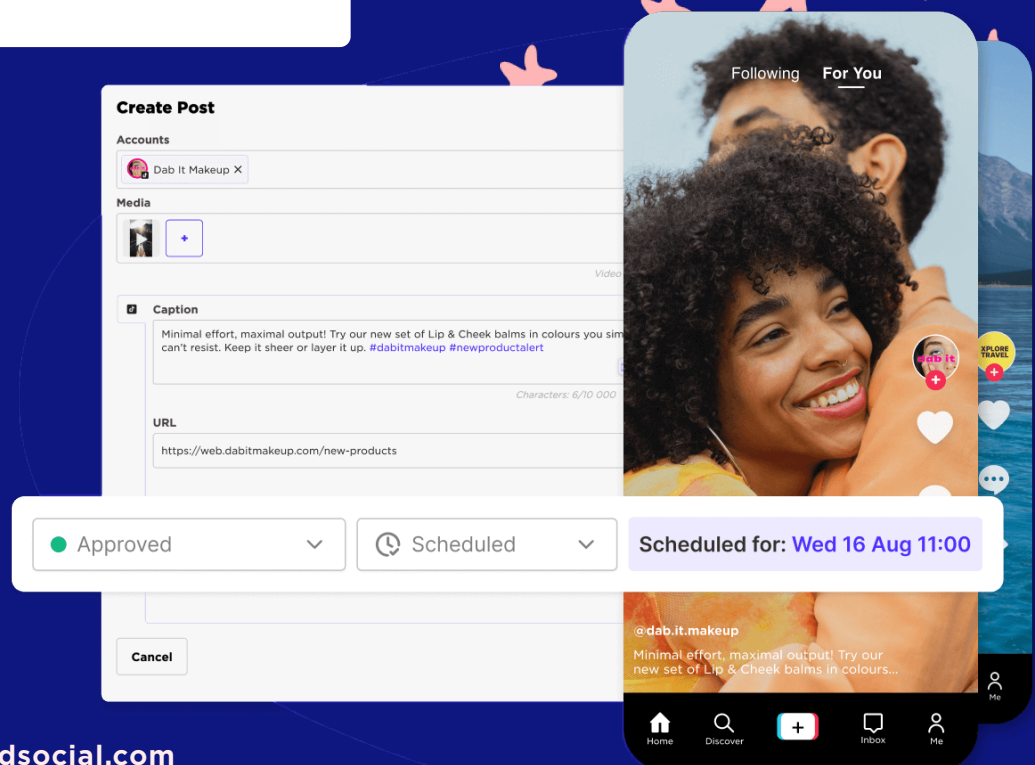 Create Post
Accounts
Dab It Makeup ×
Media
+
Video
Caption
Minimal effort, maximal output! Try our new set of Lip & Cheek balms in colours you sim
can't resist. Keep it sheer or layer it up. #dabitmakeup #newproductalert
Characters: 6/10 000
URL
https://web.dabitmakeup.com/new-products
Approved
Scheduled
Scheduled for: Wed 16 Aug 11:00
Cancel
dsocial.com
Following For You
dab it
XPLORE
TRAVEL
@dab.it.makeup
Minimal effort, maximal output! Try our
new set of Lip & Cheek balms in colours...
Home Discover Inbox Me
Me